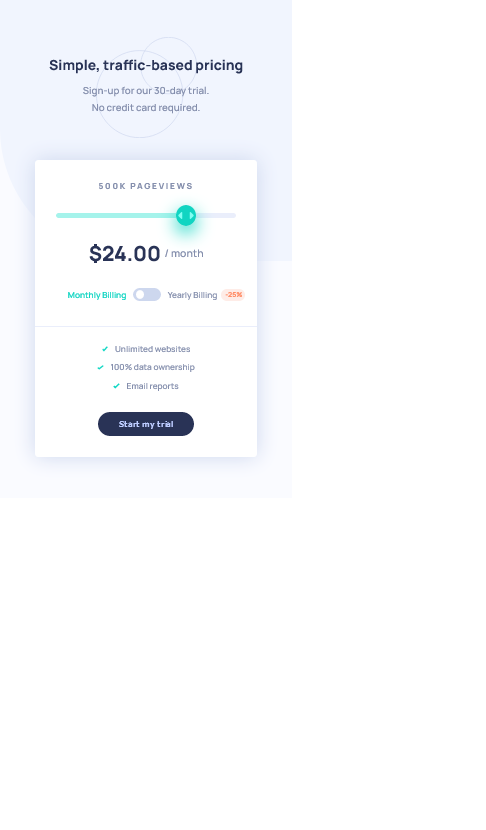 Simple, traffic-based pricing
Sign-up for our 30-day trial.
No credit card required.
500K PAGEVIEWS
$24.00 / month
Monthly Billing Yearly Billing -25%
Unlimited websites
100% data ownership
Email reports
Start my trial